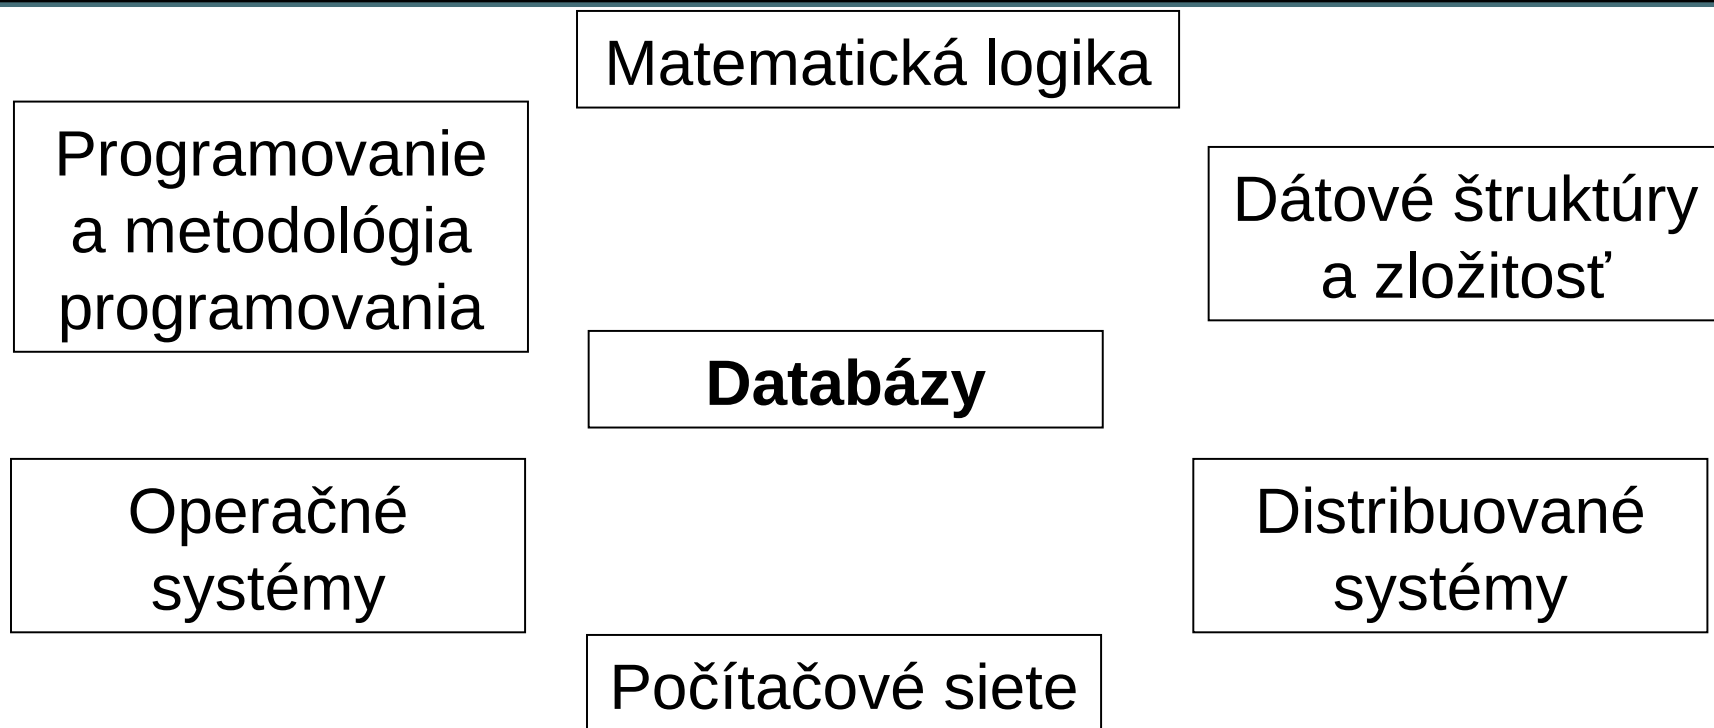 Matematická logika
Programovanie
a metodológia
programovania
Dátové štruktúry
a zložitosť
Databázy
Operačné
systémy
Distribuované
systémy
Počítačové siete